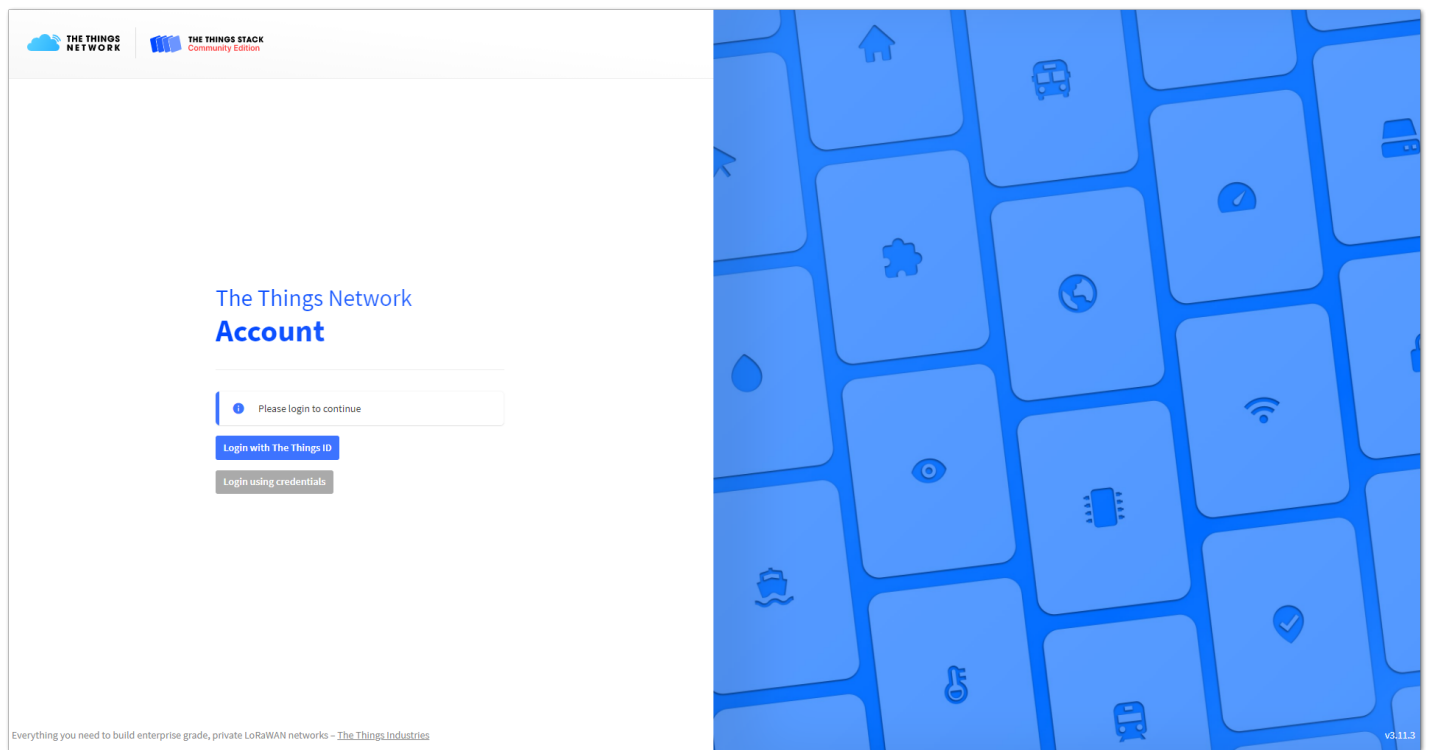 THE THINGS
NETWORK
THE THINGS STACK
Community Edition
The Things Network
Account
Please login to continue
Login with The Things ID
Login using credentials
Everything you need to build enterprise grade, private LoRaWAN networks – The Things Industries
v3.11.3